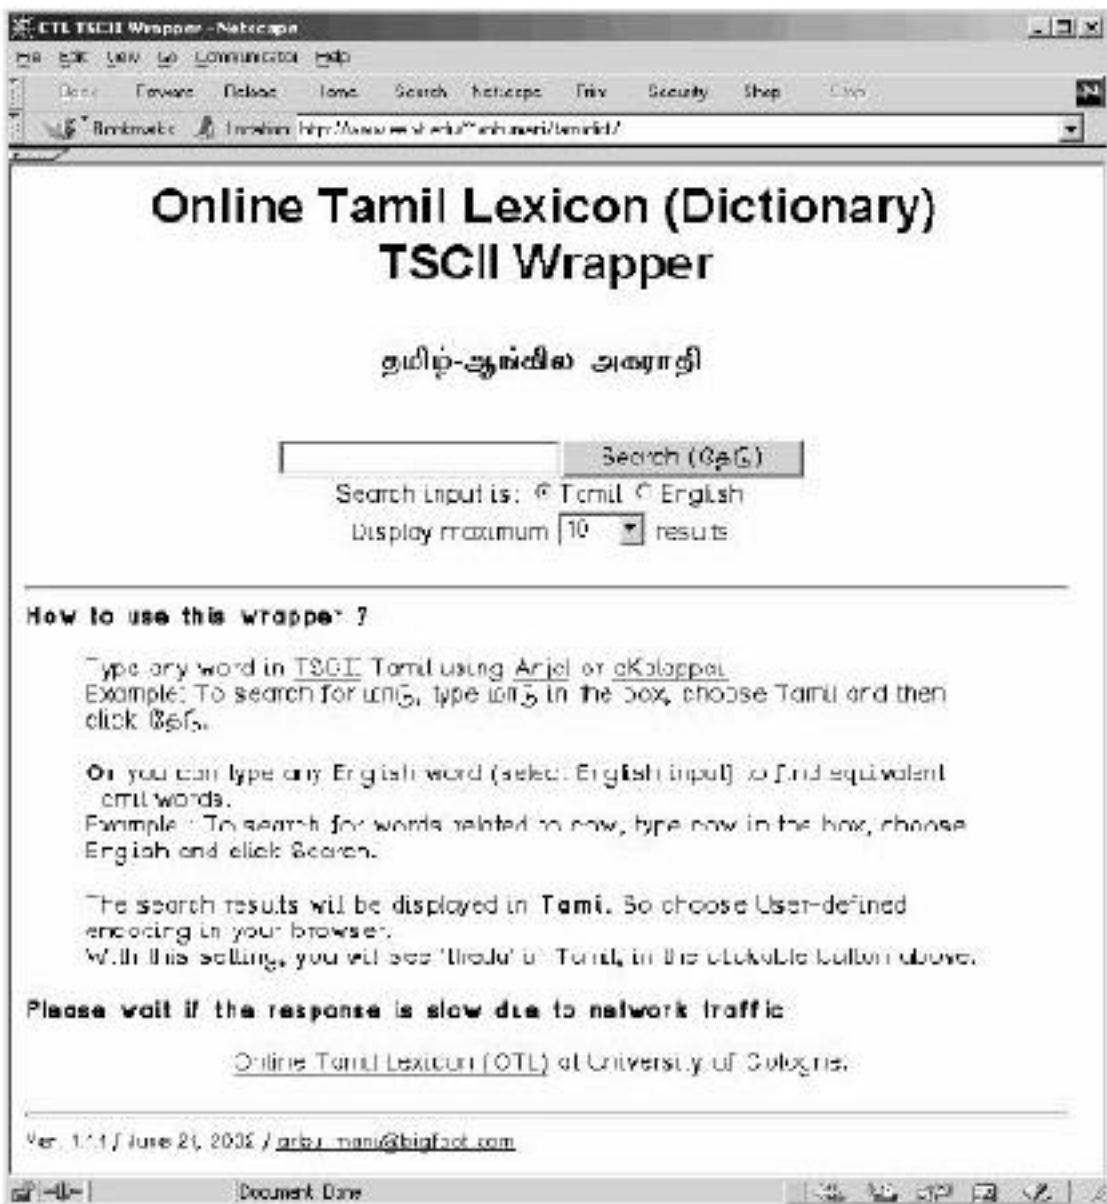 OTL TSCII Wrapper - Netscape
File Edit View Go Communicator Help
Back Forward Reload Home Search Netscape Print Security Shop Stop
Bookmarks Location
Online Tamil Lexicon (Dictionary)
TSCII Wrapper
தமிழ்-ஆங்கில அகராதி
Search (தேடு)
Search input is: Tamil English
Display maximum 10 results
How to use this wrapper ?
Type any word in TSCII Tamil using Anjal or eKalappai.
Example: To search for மாடு, type மாடு in the box, choose Tamil and then
click தேடு.
Or you can type any English word (select English input) to find equivalent
Tamil words.
Example : To search for words related to cow, type cow in the box, choose
English and click Search.
The search results will be displayed in Tamil. So choose User-defined
encoding in your browser.
With this setting, you will see 'thedu' in Tamil, in the clickable button above.
Please wait if the response is slow due to network traffic
Online Tamil Lexicon (OTL) at University of Cologne.
Ver. / June 2002 /
Document: Done